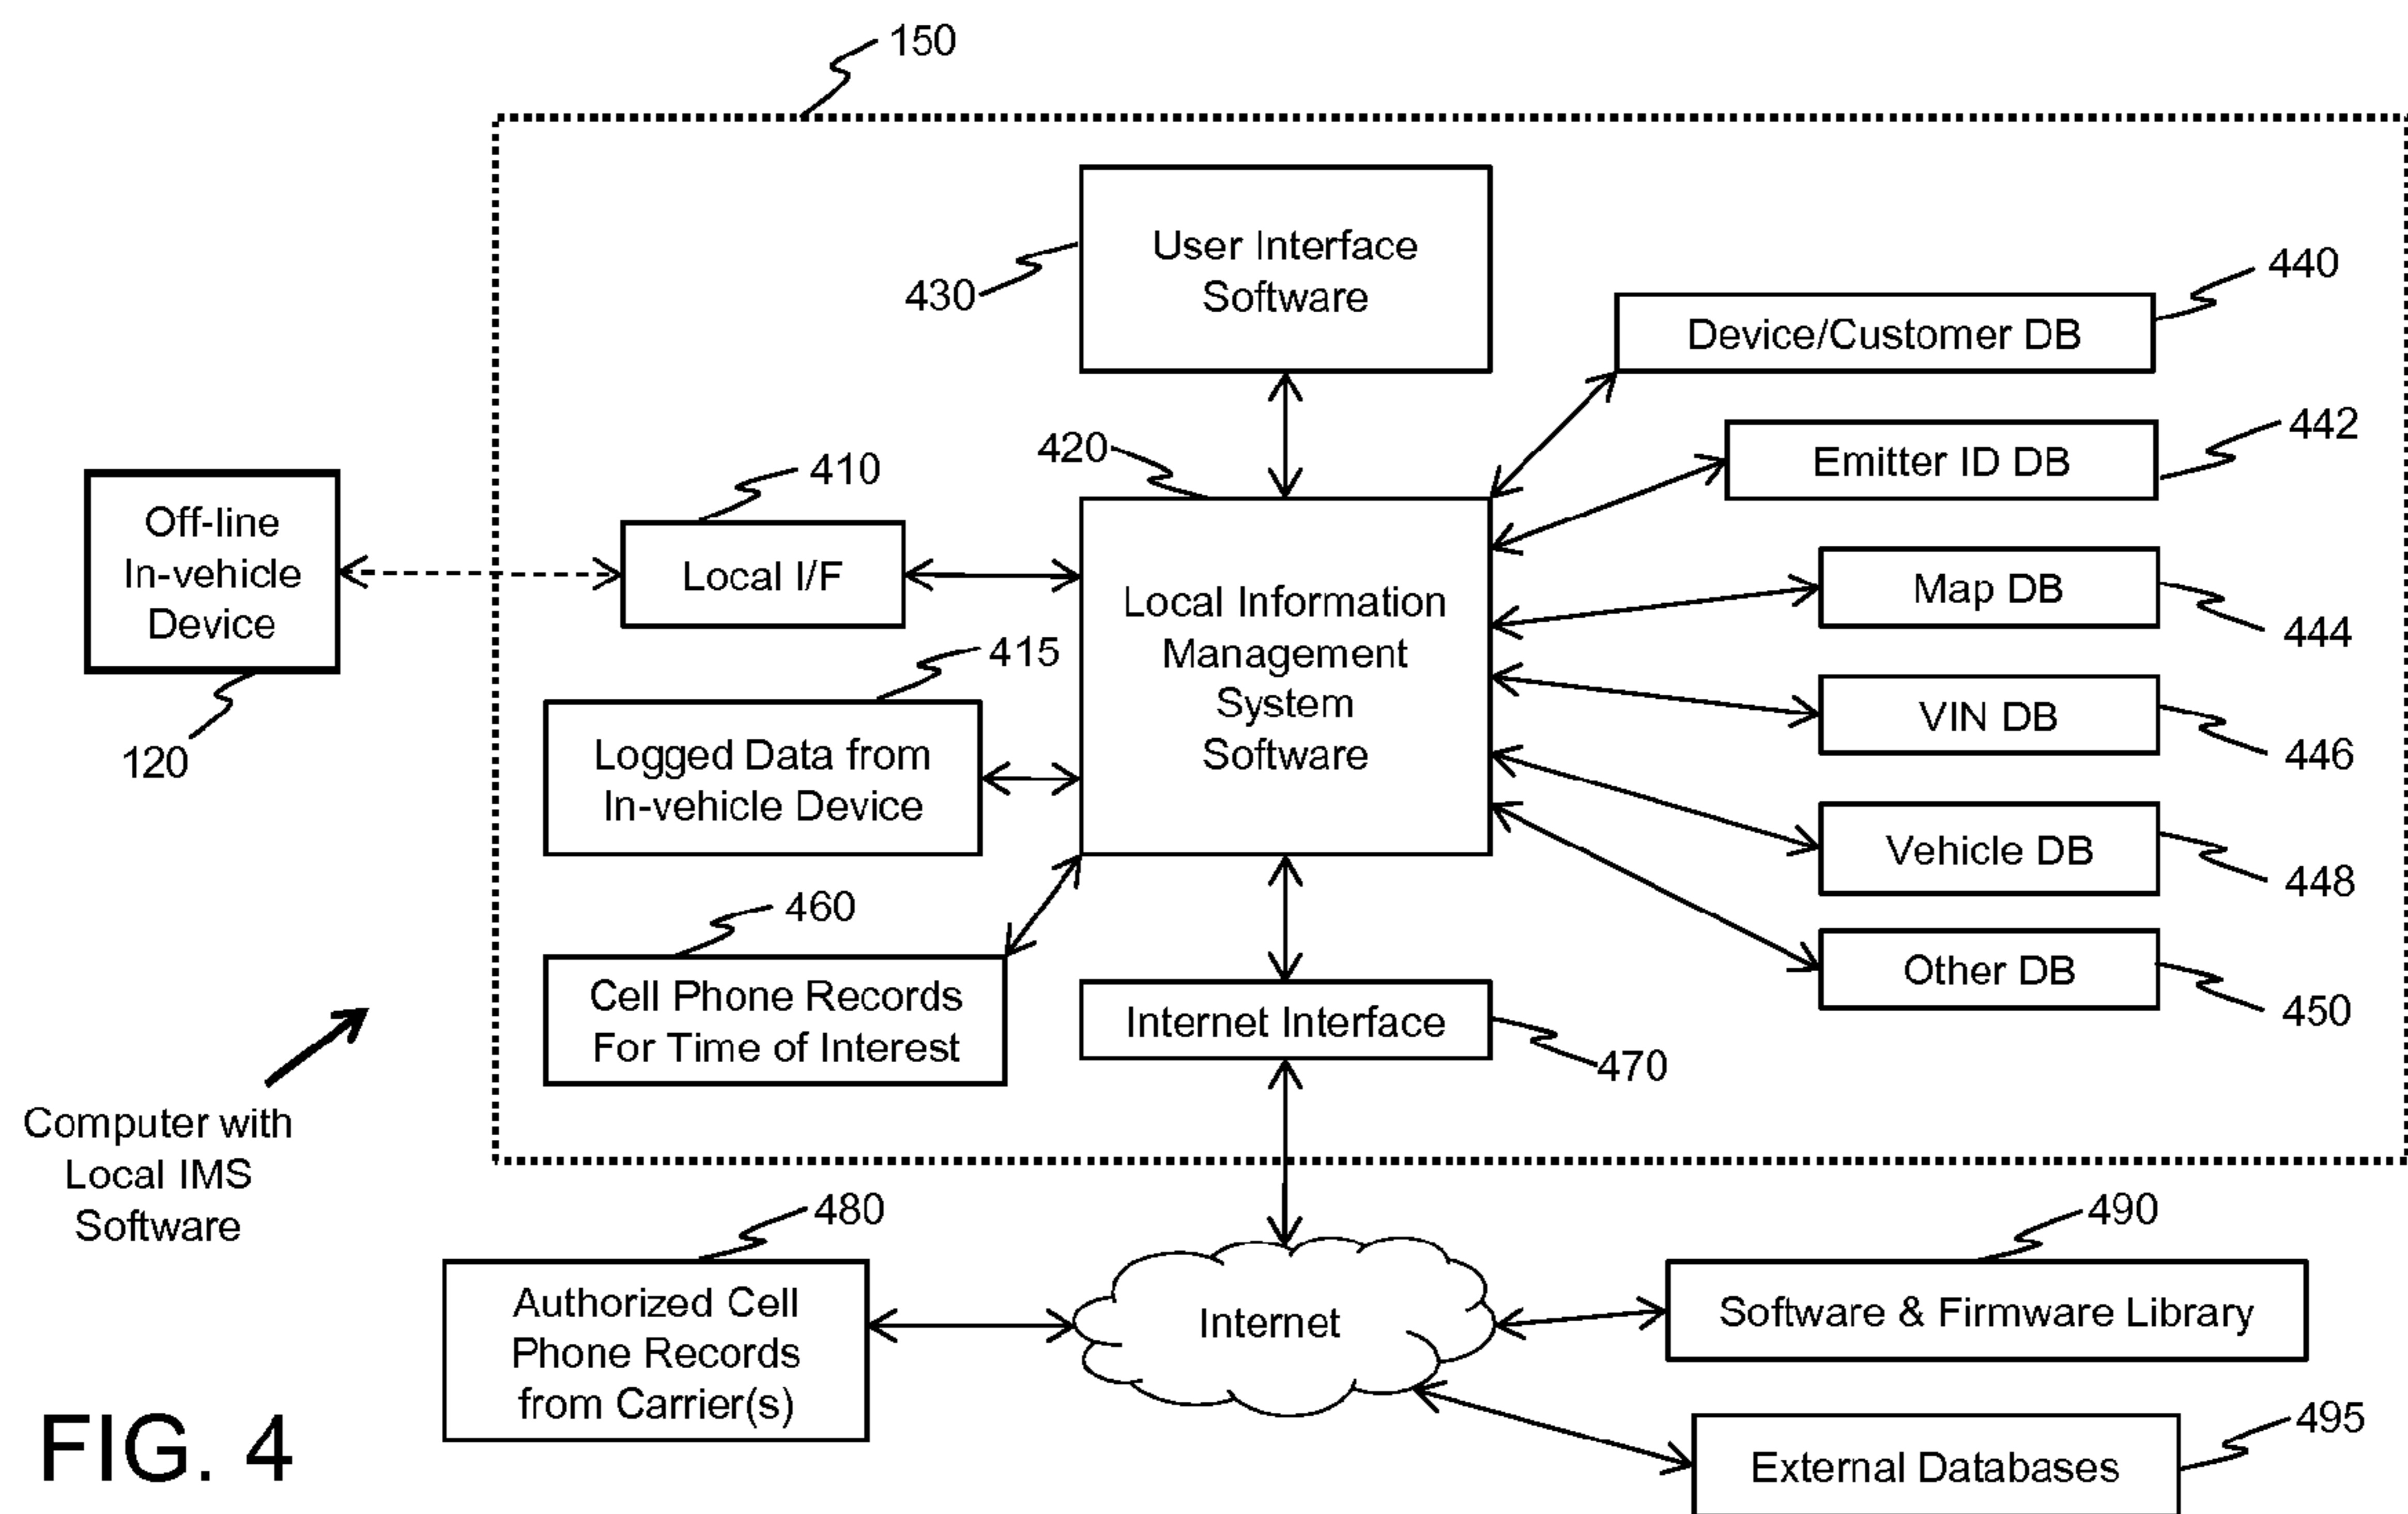 150
User Interface
Software
430
440
Device/Customer DB
442
Emitter ID DB
420
410
Off-line
In-vehicle
Device
120
Local I/F
Local Information
Management
System
Software
Map DB
444
415
Logged Data from
In-vehicle Device
VIN DB
446
Vehicle DB
448
460
Cell Phone Records
For Time of Interest
Internet Interface
470
Other DB
450
Computer with
Local IMS
Software
480
Authorized Cell
Phone Records
from Carrier(s)
Internet
490
Software & Firmware Library
495
External Databases
FIG. 4